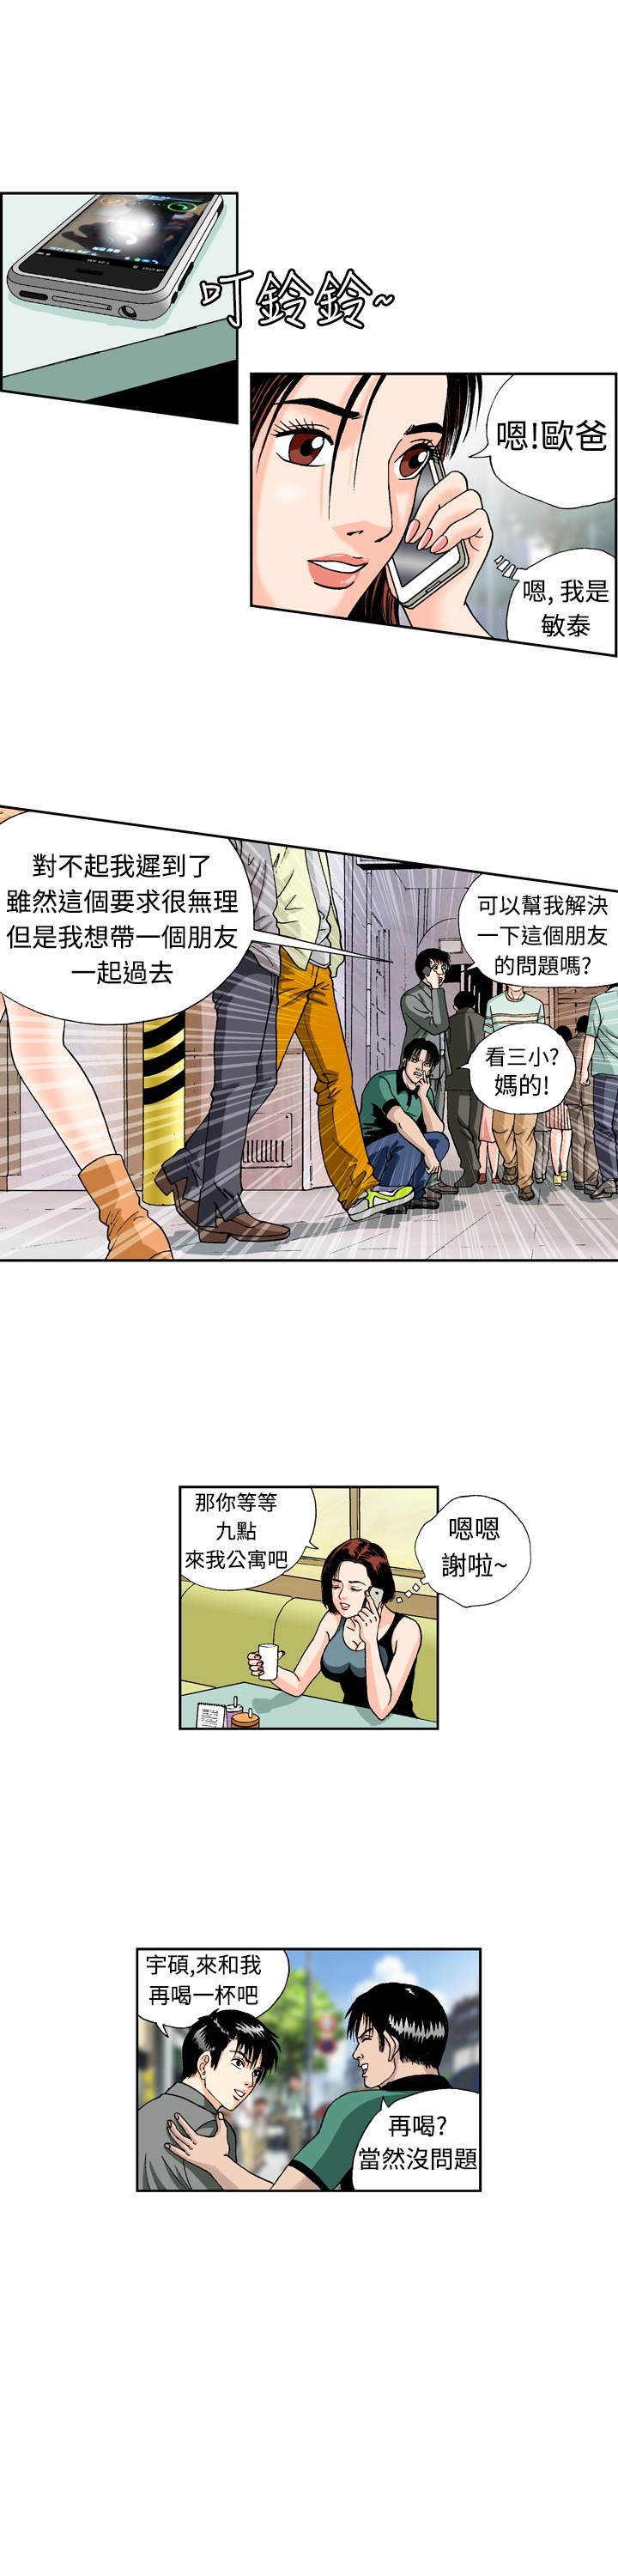 叮鈴鈴~
嗯!歐爸
嗯,我是
敏泰
對不起我遲到了
雖然這個要求很無理
但是我想帶一個朋友
一起過去
可以幫我解決
一下這個朋友
的問題嗎?
看三小?
媽的!
那你等等
九點
來我公寓吧
嗯嗯
謝啦~
宇碩,來和我
再喝一杯吧
再喝?
當然沒問題